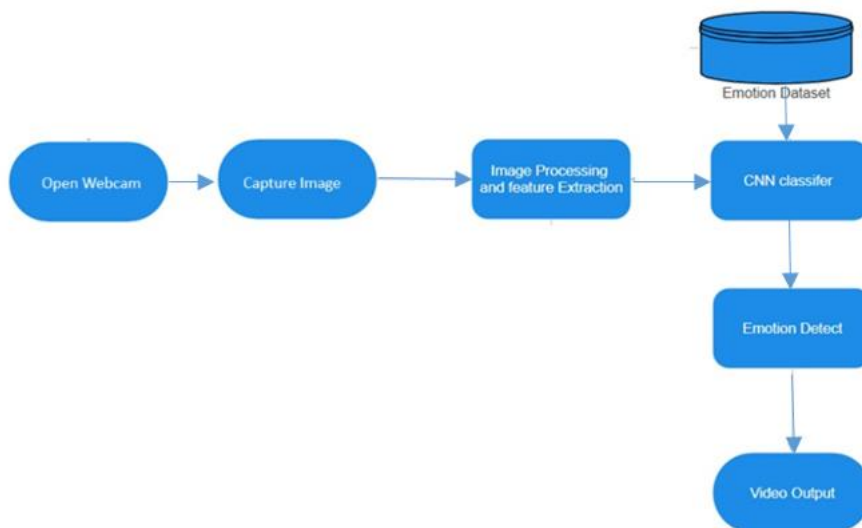 Emotion Dataset
Open Webcam
Capture Image
Image Processing
and feature Extraction
CNN classifer
Emotion Detect
Video Output